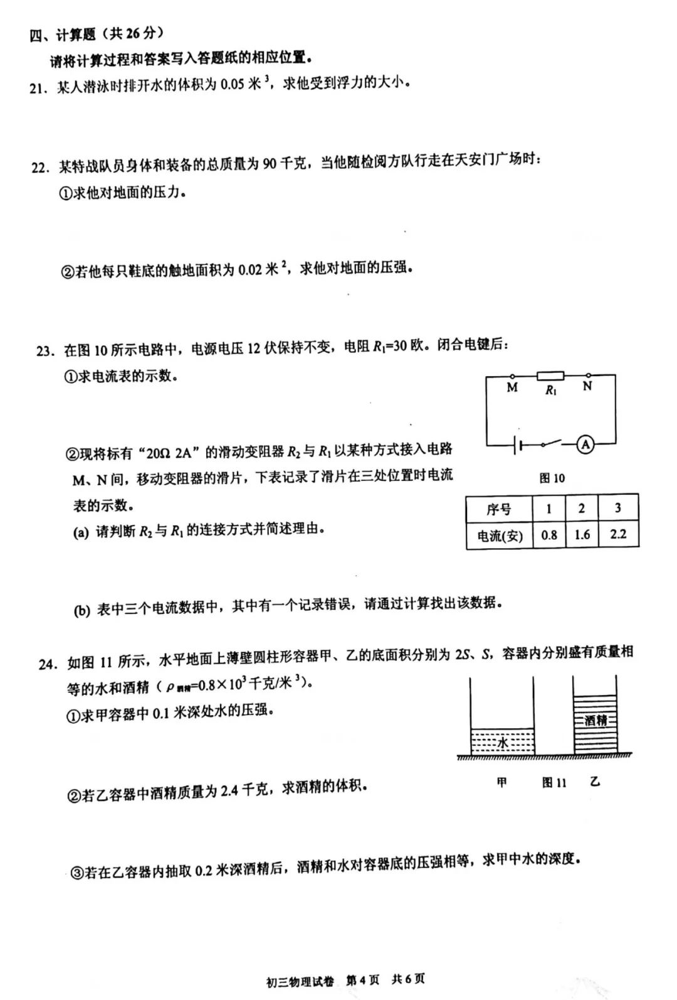 四、计算题（共 26 分）
请将计算过程和答案写入答题纸的相应位置。
21. 某人潜泳时排开水的体积为 0.05 米³，求他受到浮力的大小。
22. 某特战队员身体和装备的总质量为 90 千克，当他随检阅方队行走在天安门广场时：
①求他对地面的压力。
②若他每只鞋底的触地面积为 0.02 米²，求他对地面的压强。
23. 在图 10 所示电路中，电源电压 12 伏保持不变，电阻 R₁=30 欧。闭合电键后：
①求电流表的示数。
M R₁ N
A
②现将标有“20Ω 2A”的滑动变阻器 R₂与 R₁以某种方式接入电路
M、N 间，移动变阻器的滑片，下表记录了滑片在三处位置时电流
表的示数。
图 10
序号 1 2 3
电流(安) 0.8 1.6 2.2
(a) 请判断 R₂与 R₁的连接方式并简述理由。
(b) 表中三个电流数据中，其中有一个记录错误，请通过计算找出该数据。
24. 如图 11 所示，水平地面上薄壁圆柱形容器甲、乙的底面积分别为 2S、S，容器内分别盛有质量相
等的水和酒精（ρ酒精=0.8×10³千克/米³）。
①求甲容器中 0.1 米深处水的压强。
水
酒精
甲 图 11 乙
②若乙容器中酒精质量为 2.4 千克，求酒精的体积。
③若在乙容器内抽取 0.2 米深酒精后，酒精和水对容器底的压强相等，求甲中水的深度。
初三物理试卷 第 4 页 共 6 页